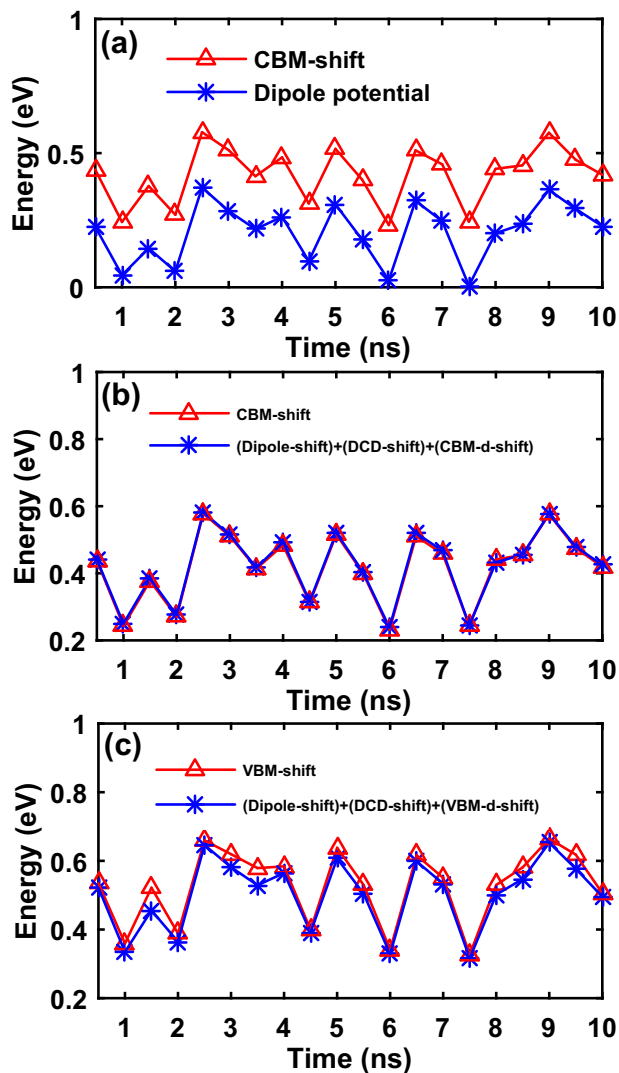 (a)
CBM-shift
Dipole potential
Energy (eV)
1
0.5
0
1 2 3 4 5 6 7 8 9 10
Time (ns)
(b)
CBM-shift
(Dipole-shift)+(DCD-shift)+(CBM-d-shift)
Energy (eV)
1
0.8
0.6
0.4
0.2
1 2 3 4 5 6 7 8 9 10
Time (ns)
(c)
VBM-shift
(Dipole-shift)+(DCD-shift)+(VBM-d-shift)
Energy (eV)
1
0.8
0.6
0.4
0.2
1 2 3 4 5 6 7 8 9 10
Time (ns)